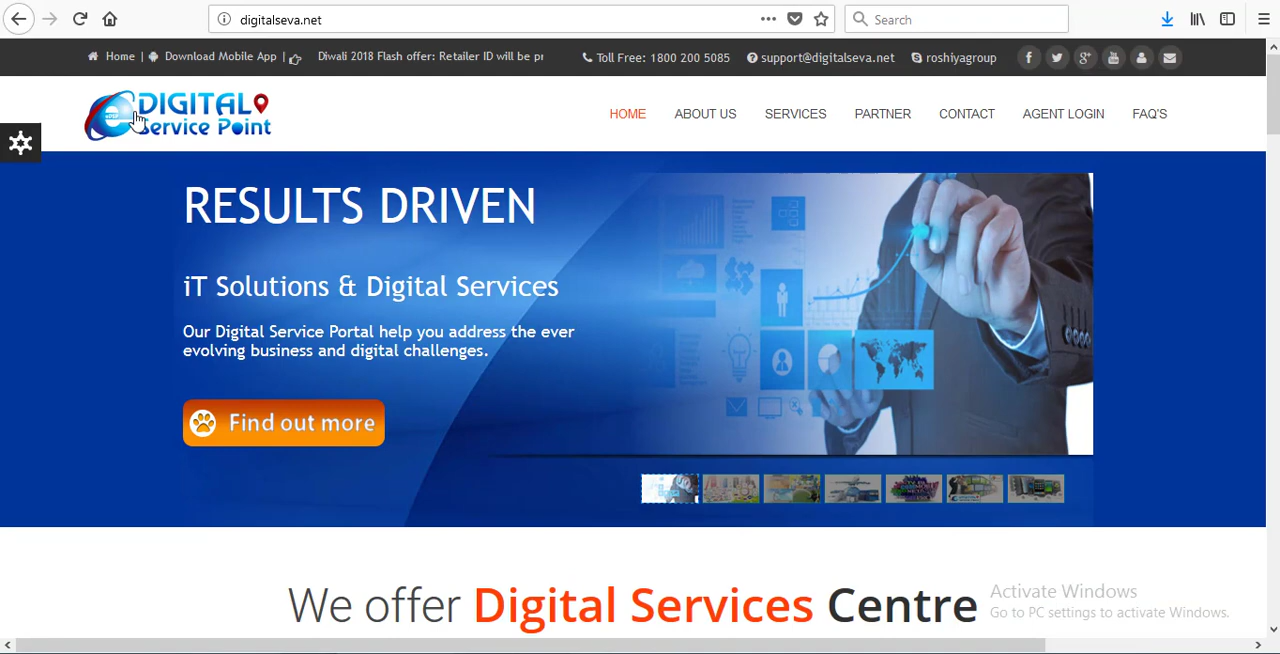 digitalseva.net
Search
Home | Download Mobile App | Diwali 2018 Flash offer: Retailer ID will be pr
Toll Free: 1800 200 5085 support@digitalseva.net roshiyagroup
DIGITAL
Service Point
HOME ABOUT US SERVICES PARTNER CONTACT AGENT LOGIN FAQ'S
RESULTS DRIVEN
iT Solutions & Digital Services
Our Digital Service Portal help you address the ever
evolving business and digital challenges.
Find out more
We offer Digital Services Centre
Activate Windows
Go to PC settings to activate Windows.